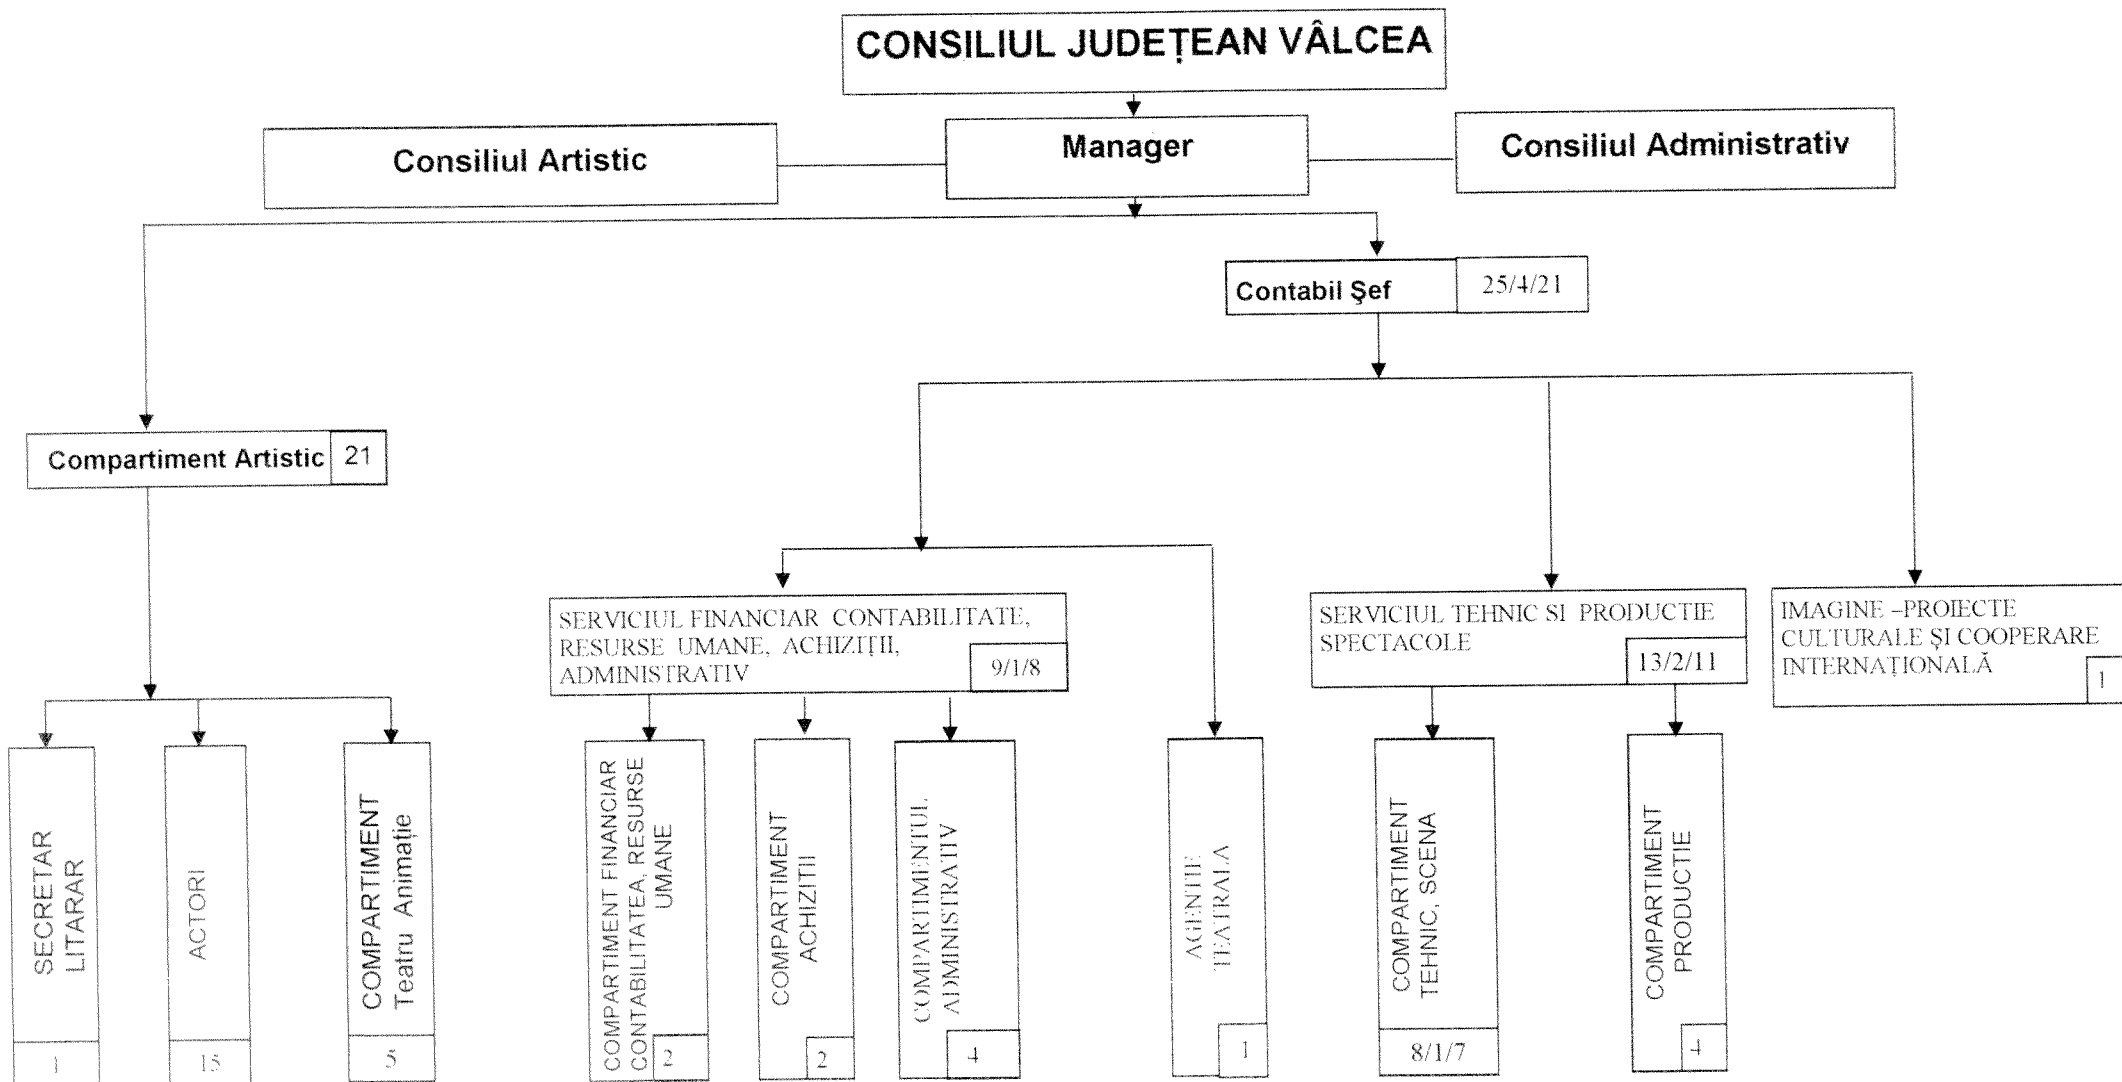 CONSILIUL JUDEȚEAN VÂLCEA
Consiliul Artistic
Manager
Consiliul Administrativ
Contabil Şef
25/4/21
Compartiment Artistic
21
SERVICIUL FINANCIAR CONTABILITATE,
RESURSE UMANE, ACHIZIȚII,
ADMINISTRATIV
9/1/8
SERVICIUL TEHNIC SI PRODUCTIE
SPECTACOLE
13/2/11
IMAGINE –PROIECTE
CULTURALE ȘI COOPERARE
INTERNAȚIONALĂ
1
SECRETAR
LITARAR
1
ACTORI
15
COMPARTIMENT
Teatru Animație
5
COMPARTIMENT FINANCIAR
CONTABILITATEA, RESURSE
UMANE
2
COMPARTIMENT
ACHIZITII
2
COMPARTIMENTUL
ADMINISTRATIV
4
AGENTIE
TEATRALA
1
COMPARTIMENT
TEHNIC, SCENA
8/1/7
COMPARTIMENT
PRODUCTIE
4